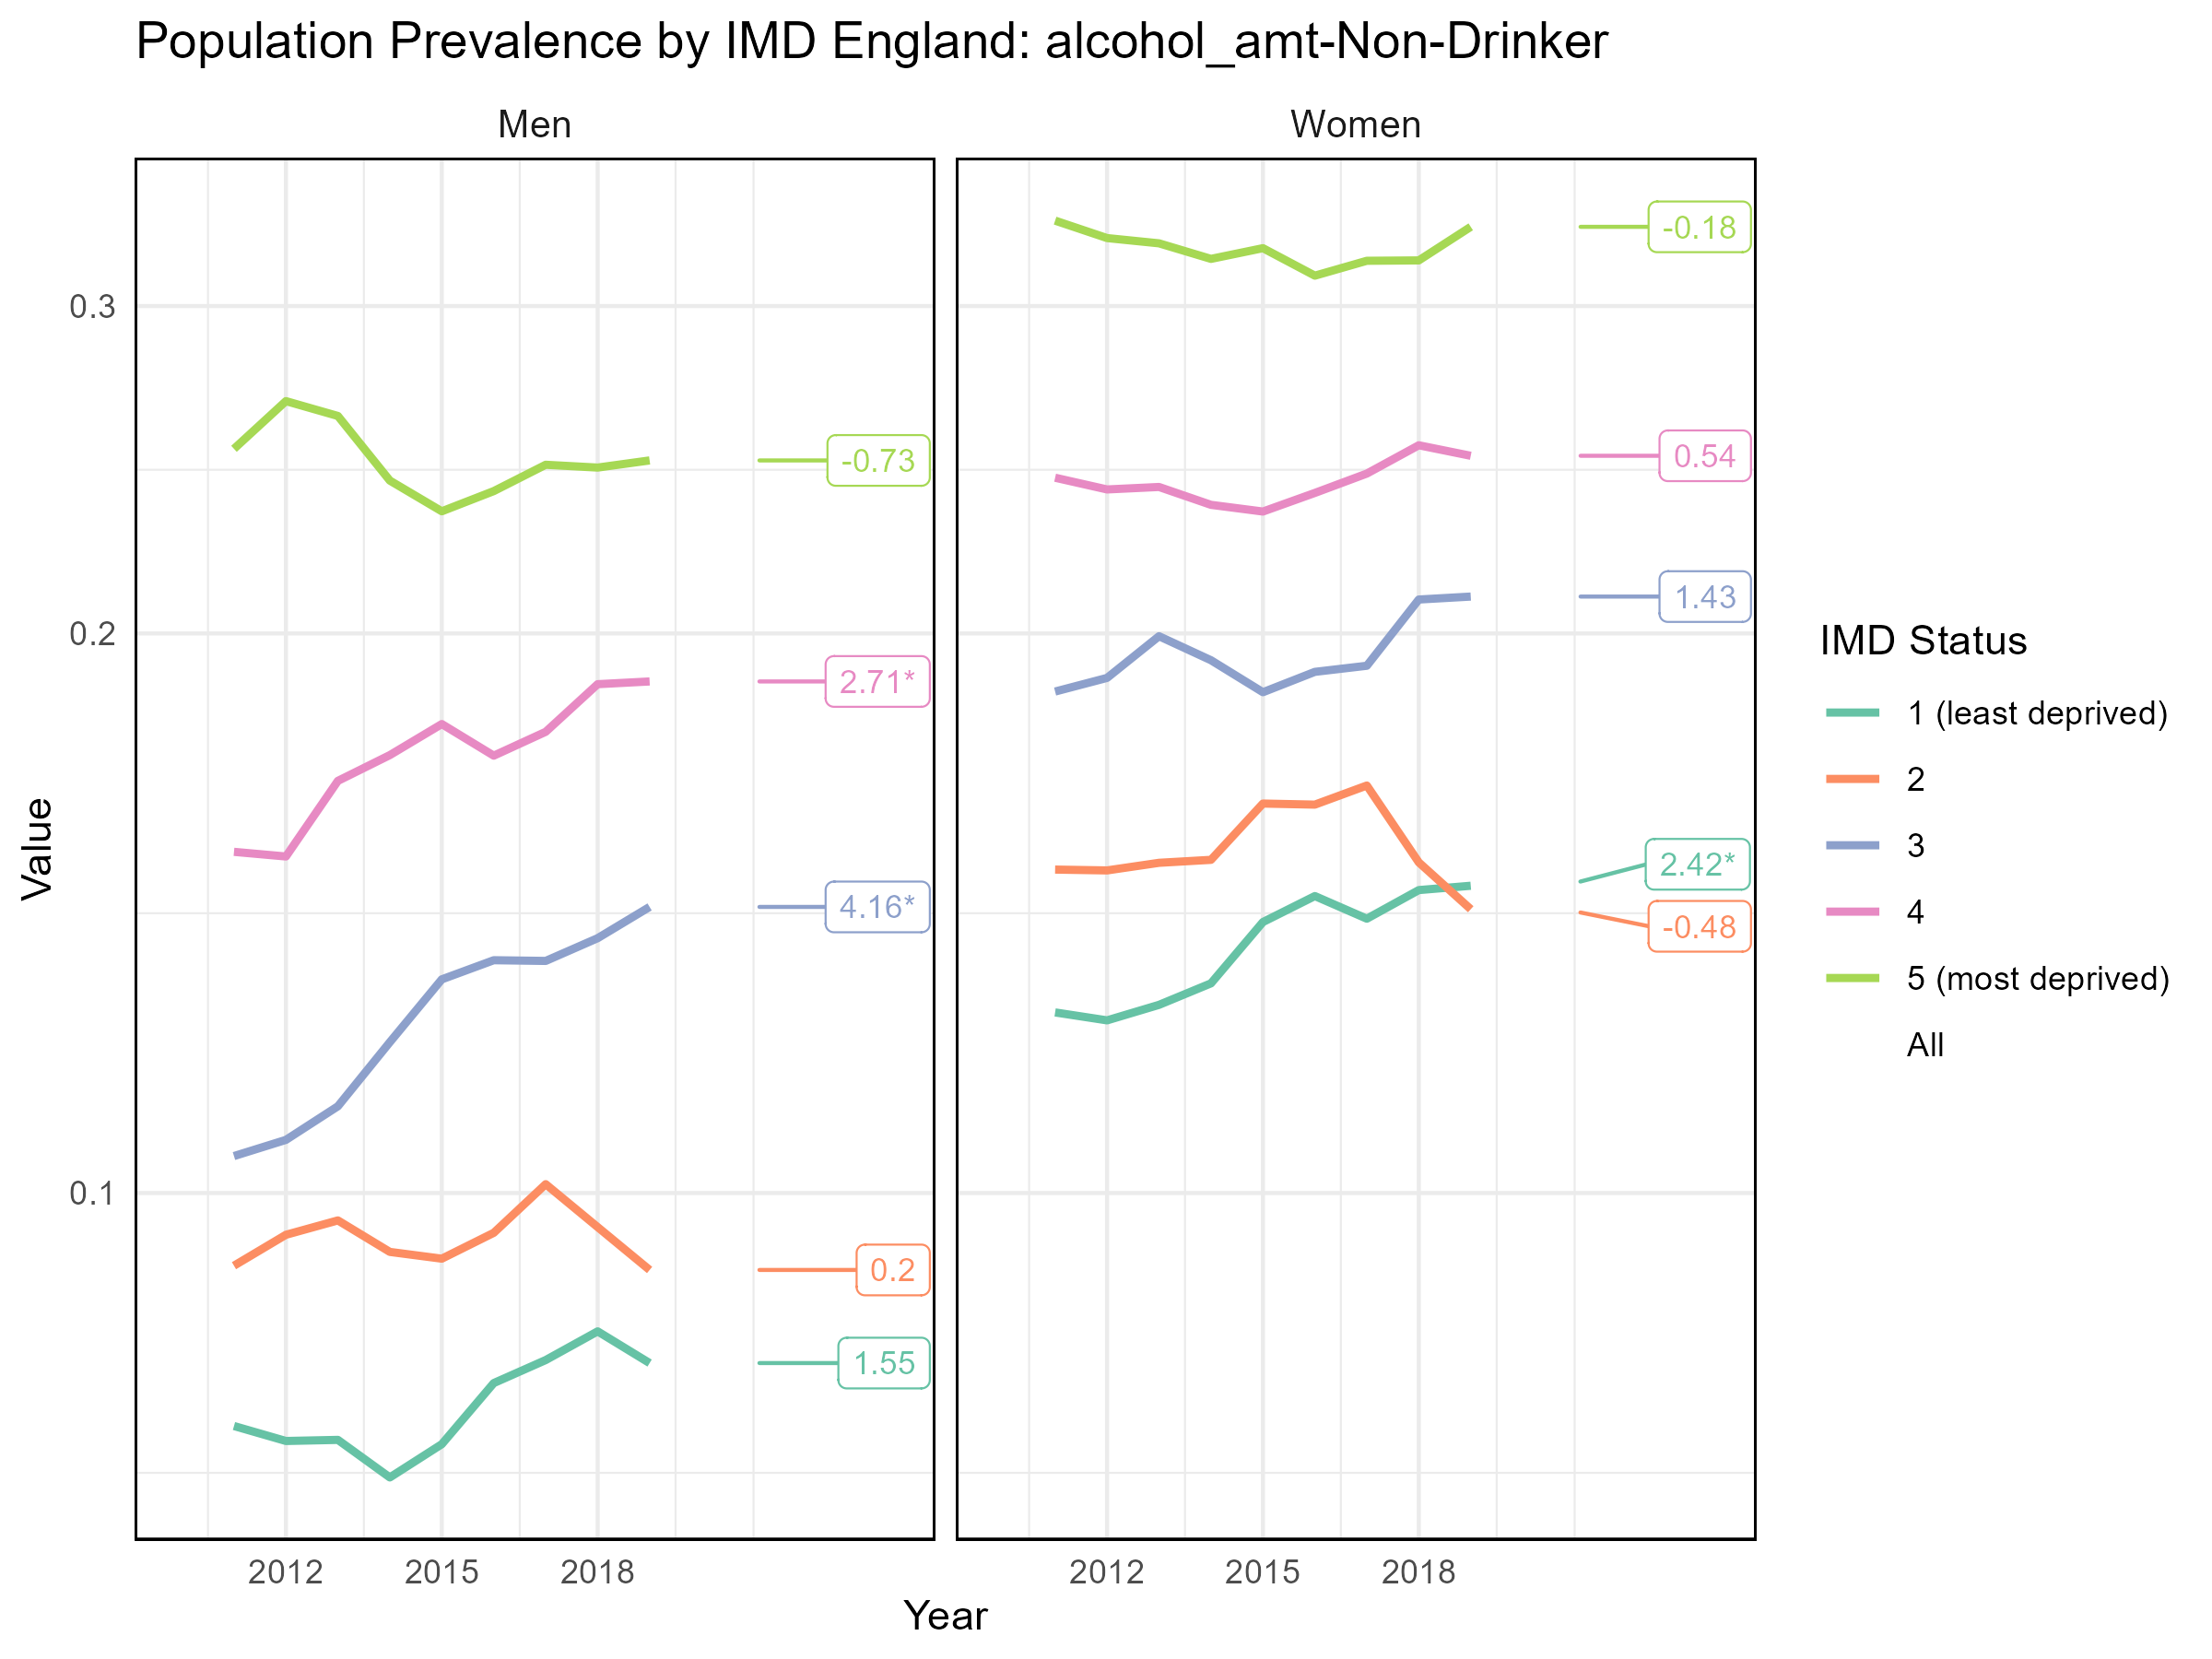 Population Prevalence by IMD England: alcohol_amt-Non-Drinker
Men
Women
Value
0.3
0.2
0.1
-0.73
2.71*
4.16*
0.2
1.55
-0.18
0.54
1.43
2.42*
-0.48
2012
2015
2018
2012
2015
2018
Year
IMD Status
1 (least deprived)
2
3
4
5 (most deprived)
All